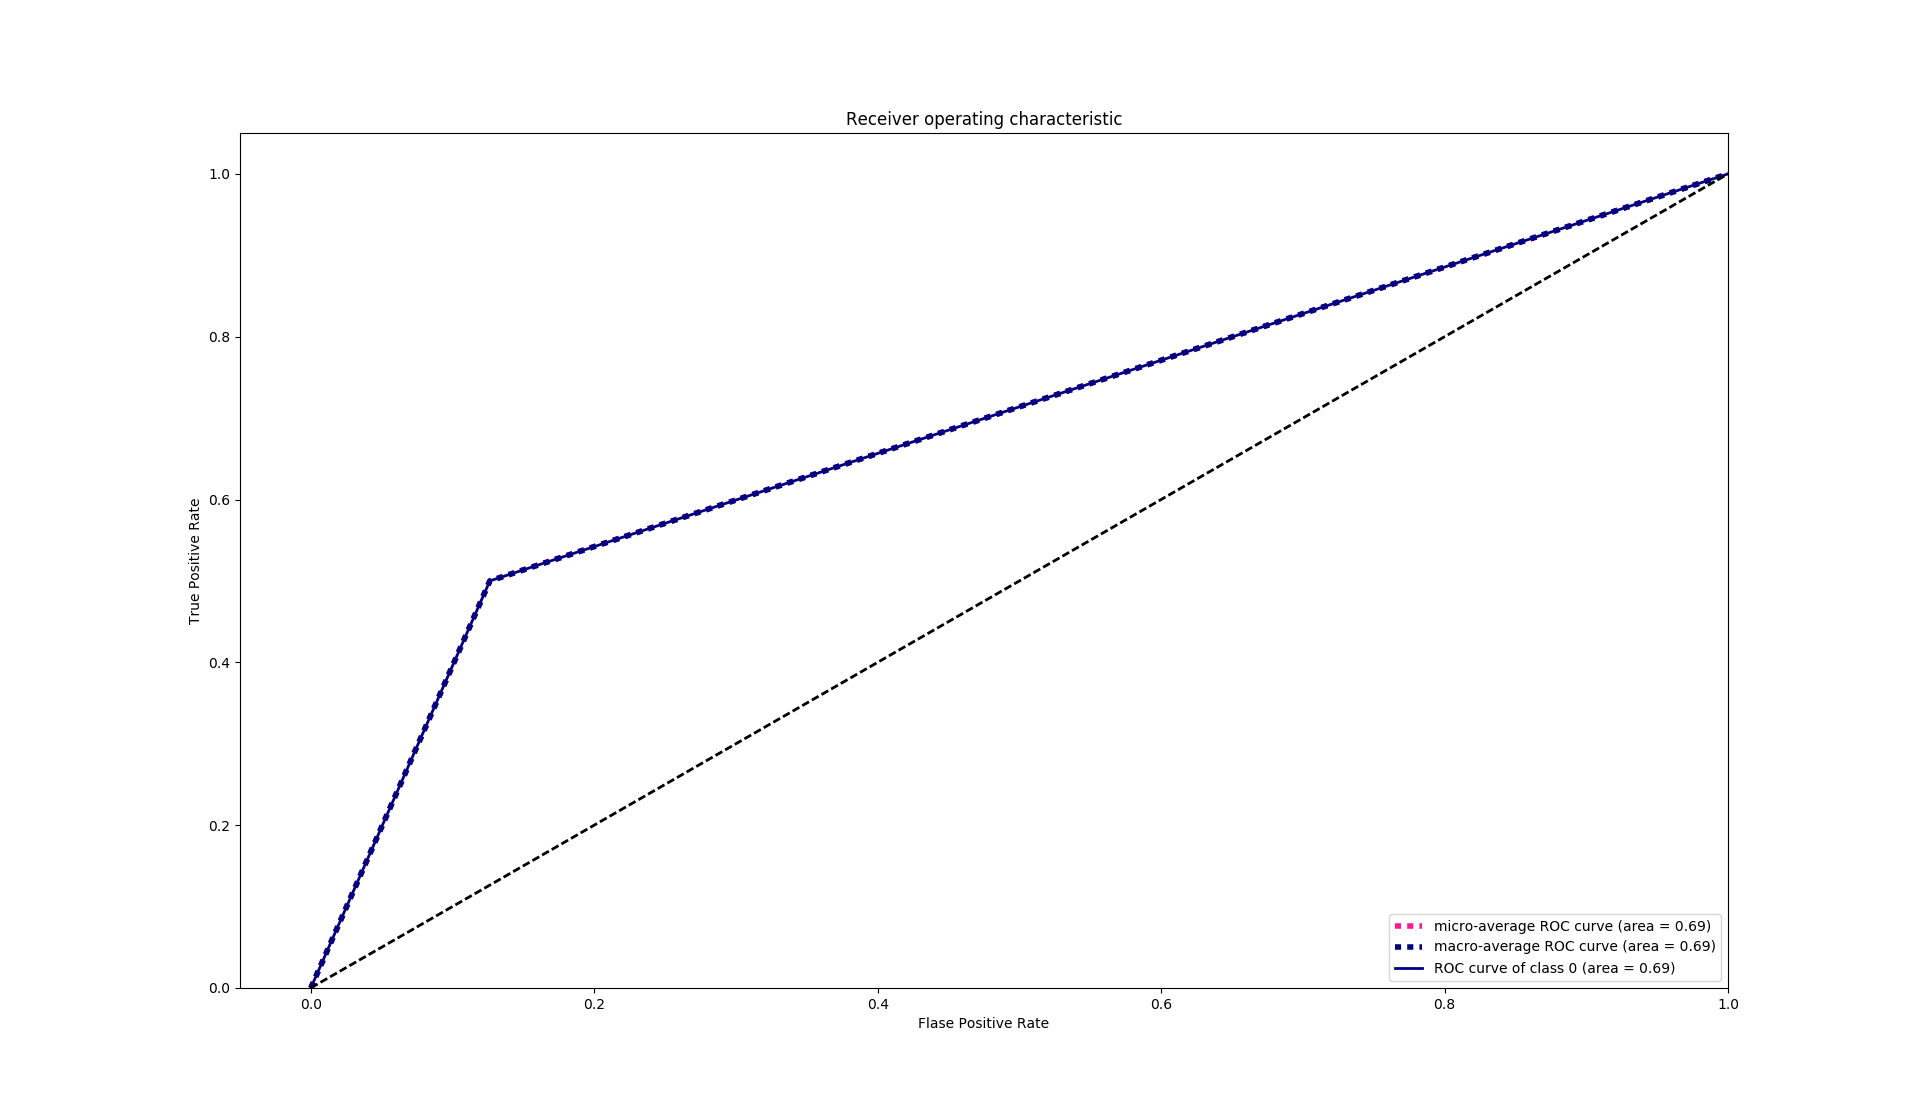 Receiver operating characteristic
1.0
0.8
0.6
0.4
0.2
0.0
True Positive Rate
0.0 0.2 0.4 0.6 0.8 1.0
Flase Positive Rate
micro-average ROC curve (area = 0.69)
macro-average ROC curve (area = 0.69)
ROC curve of class 0 (area = 0.69)